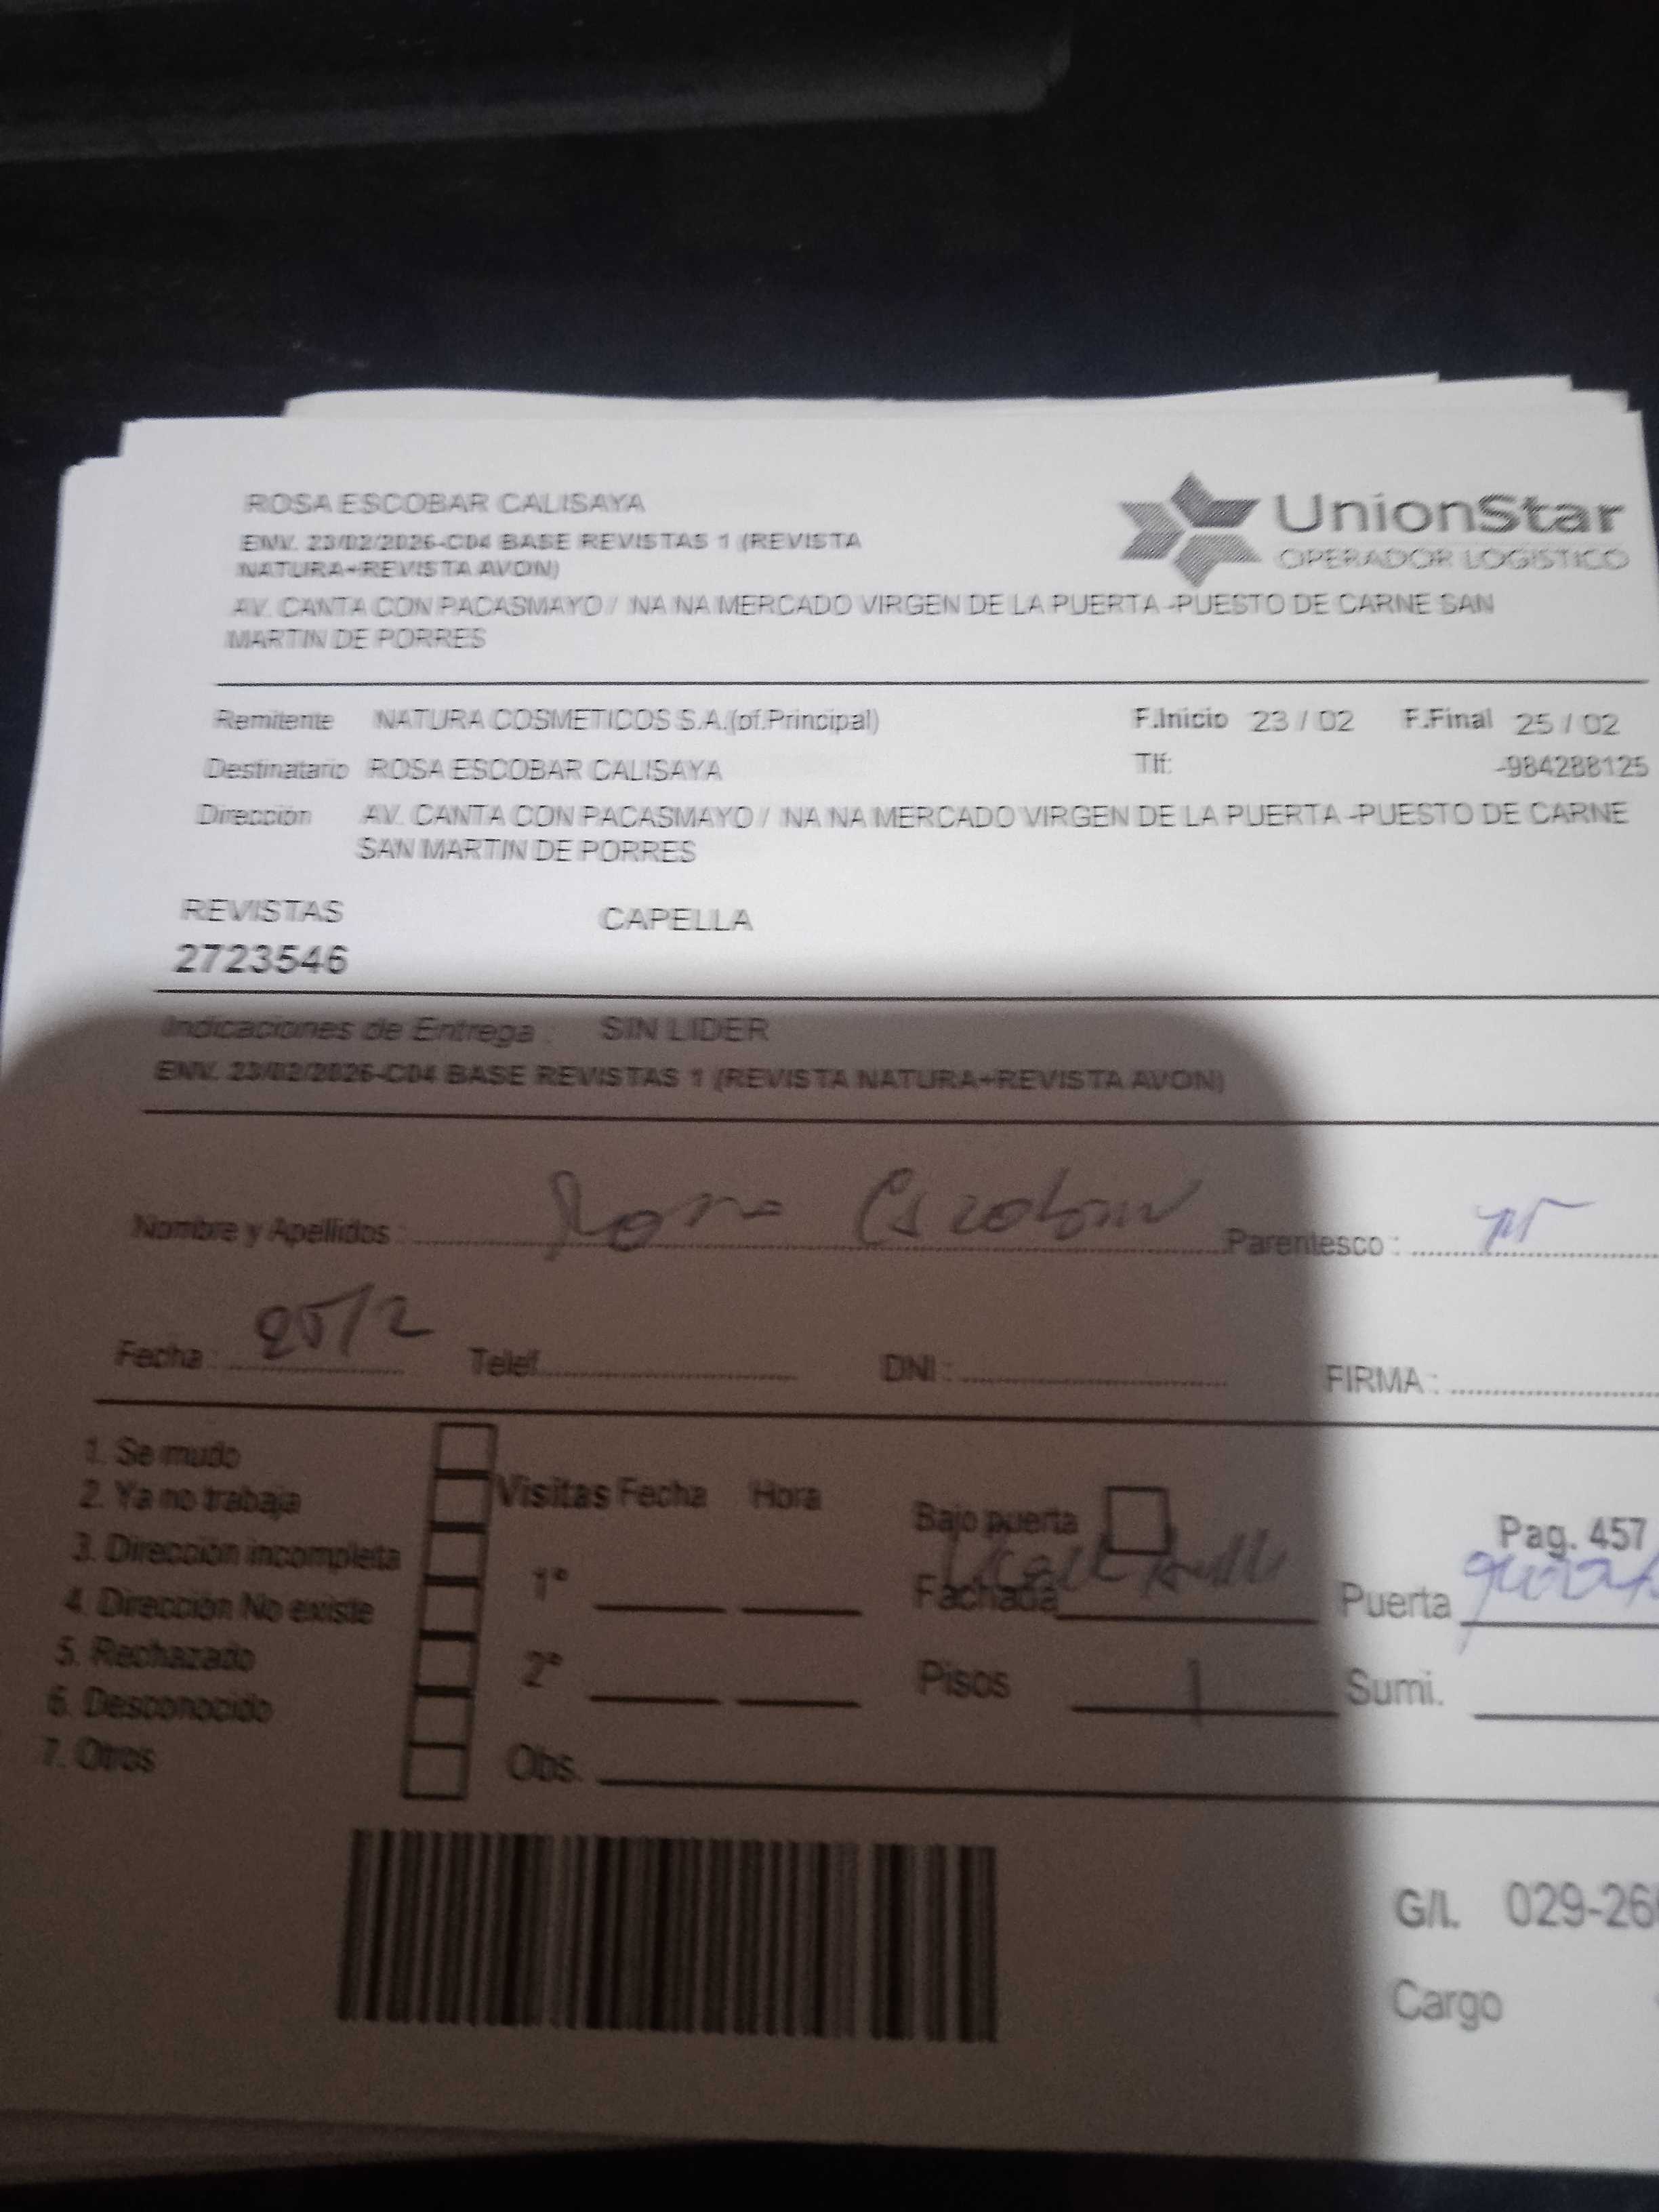 ROSA ESCOBAR CALISAYA
ENV. 23/02/2026-C04 BASE REVISTAS 1 (REVISTA
NATURA+REVISTA AVON)
AV. CANTA CON PACASMAYO / NA NA MERCADO VIRGEN DE LA PUERTA -PUESTO DE CARNE SAN
MARTIN DE PORRES
UnionStar
OPERADOR LOGISTICO
Remitente NATURA COSMETICOS S.A.(of.Principal) F.Inicio 23 / 02 F.Final 25 / 02
Destinatario ROSA ESCOBAR CALISAYA Tlf: -984288125
Dirección AV. CANTA CON PACASMAYO / NA NA MERCADO VIRGEN DE LA PUERTA -PUESTO DE CARNE
SAN MARTIN DE PORRES
REVISTAS CAPELLA
2723546
Indicaciones de Entrega : SIN LIDER
ENV. 23/02/2026-C04 BASE REVISTAS 1 (REVISTA NATURA+REVISTA AVON)
Nombre y Apellidos : Rosa Escobar Parentesco :
Fecha : 25/2 Telef. DNI : FIRMA :
1. Se mudo
2. Ya no trabaja
3. Dirección incompleta
4. Dirección No existe
5. Rechazado
6. Desconocido
7. Otros
Visitas Fecha Hora
1°
2°
Obs.
Bajo puerta
Fachada
Pisos 1
Pag. 457
Puerta
Sumi.
G/I. 029-26
Cargo